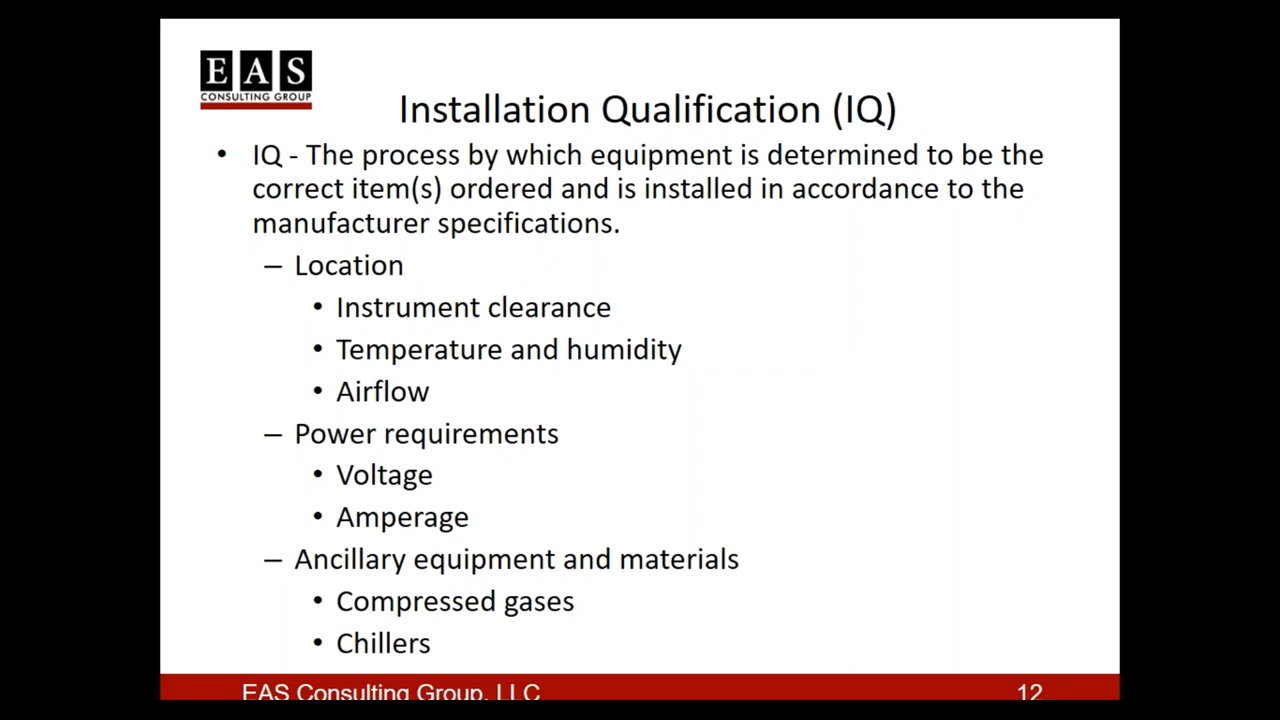 EAS
CONSULTING GROUP
Installation Qualification (IQ)
• IQ - The process by which equipment is determined to be the
correct item(s) ordered and is installed in accordance to the
manufacturer specifications.
– Location
• Instrument clearance
• Temperature and humidity
• Airflow
– Power requirements
• Voltage
• Amperage
– Ancillary equipment and materials
• Compressed gases
• Chillers
EAS Consulting Group, LLC
12